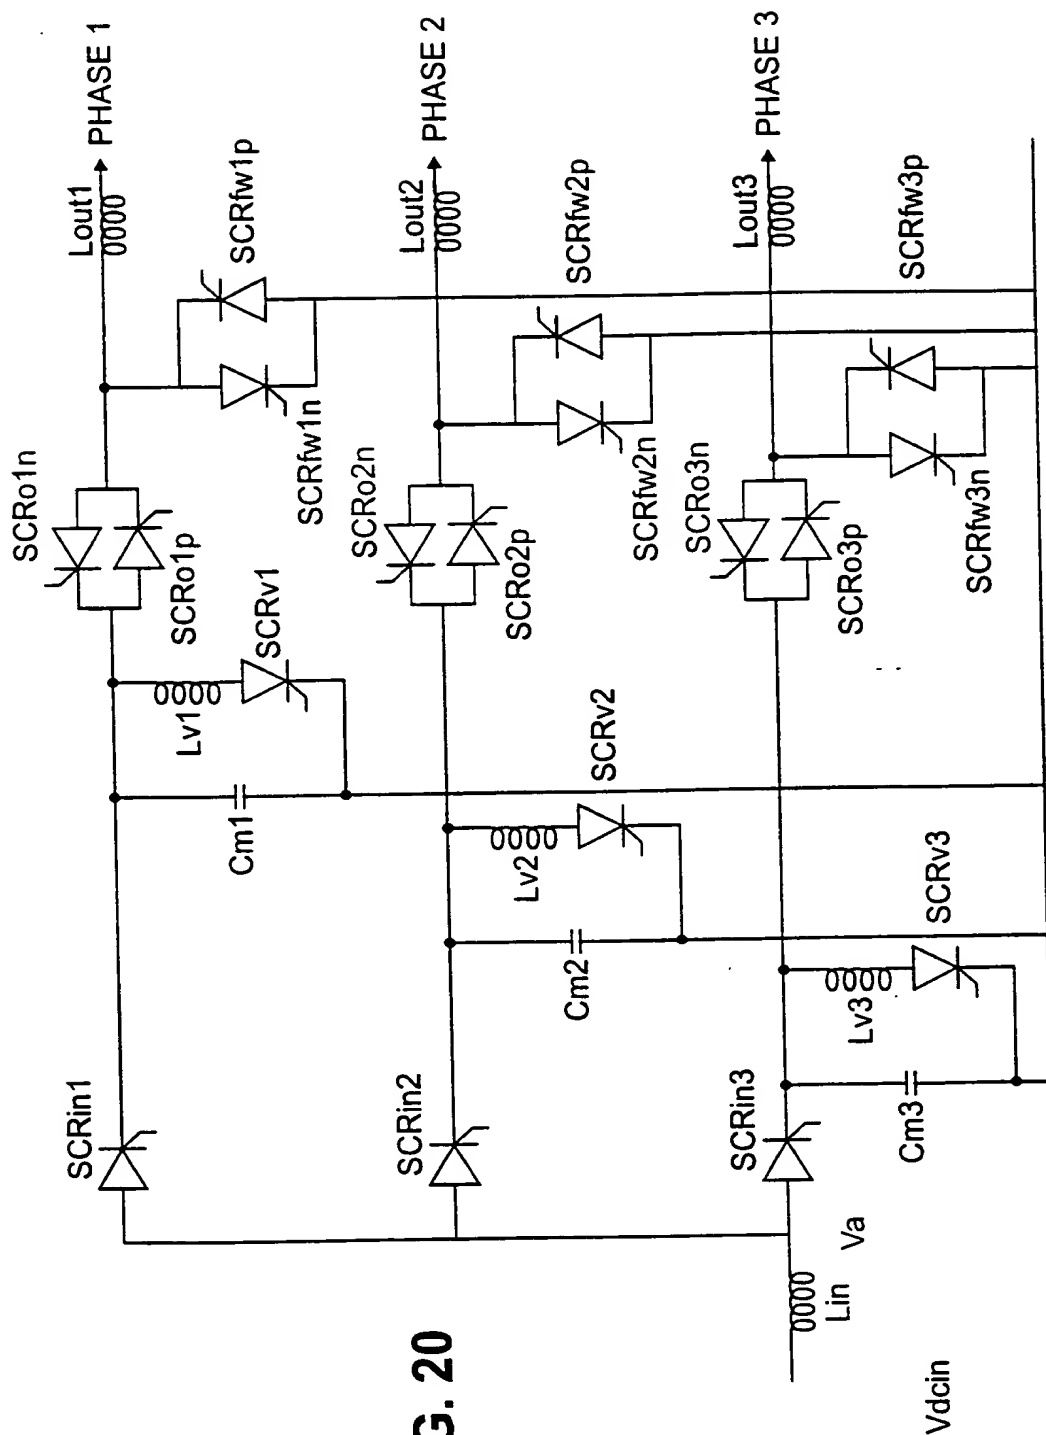 SCRin1
Cm1
Lv1
SCRv1
SCRo1n
SCRo1p
SCRfw1n
SCRfw1p
Lout1
PHASE 1
SCRin2
Cm2
Lv2
SCRv2
SCRo2n
SCRo2p
SCRfw2n
SCRfw2p
Lout2
PHASE 2
SCRin3
Cm3
Lv3
SCRv3
SCRo3n
SCRo3p
SCRfw3n
SCRfw3p
Lout3
PHASE 3
Va
Lin
Vdcin
G. 20